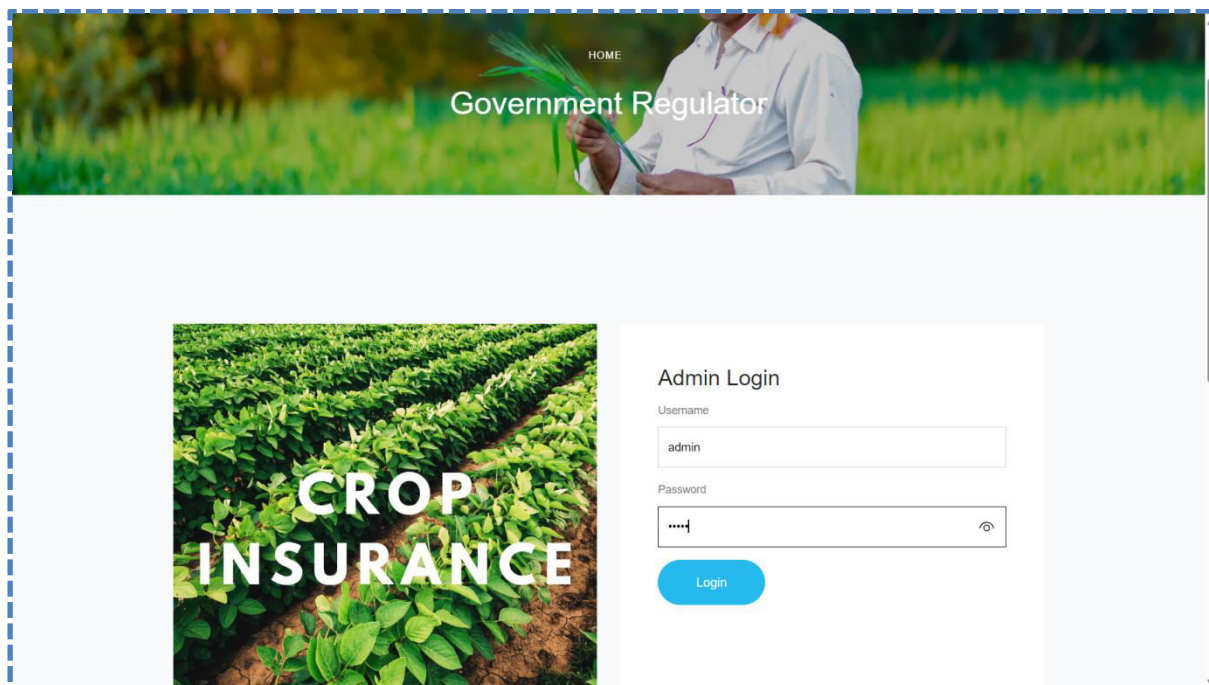 HOME
Government Regulator
CROP
INSURANCE
Admin Login
Username
admin
Password
•••••
Login